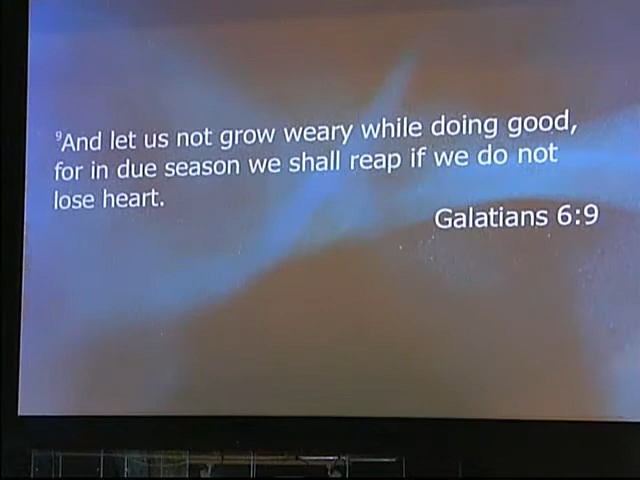 ⁹And let us not grow weary while doing good,
for in due season we shall reap if we do not
lose heart.
Galatians 6:9